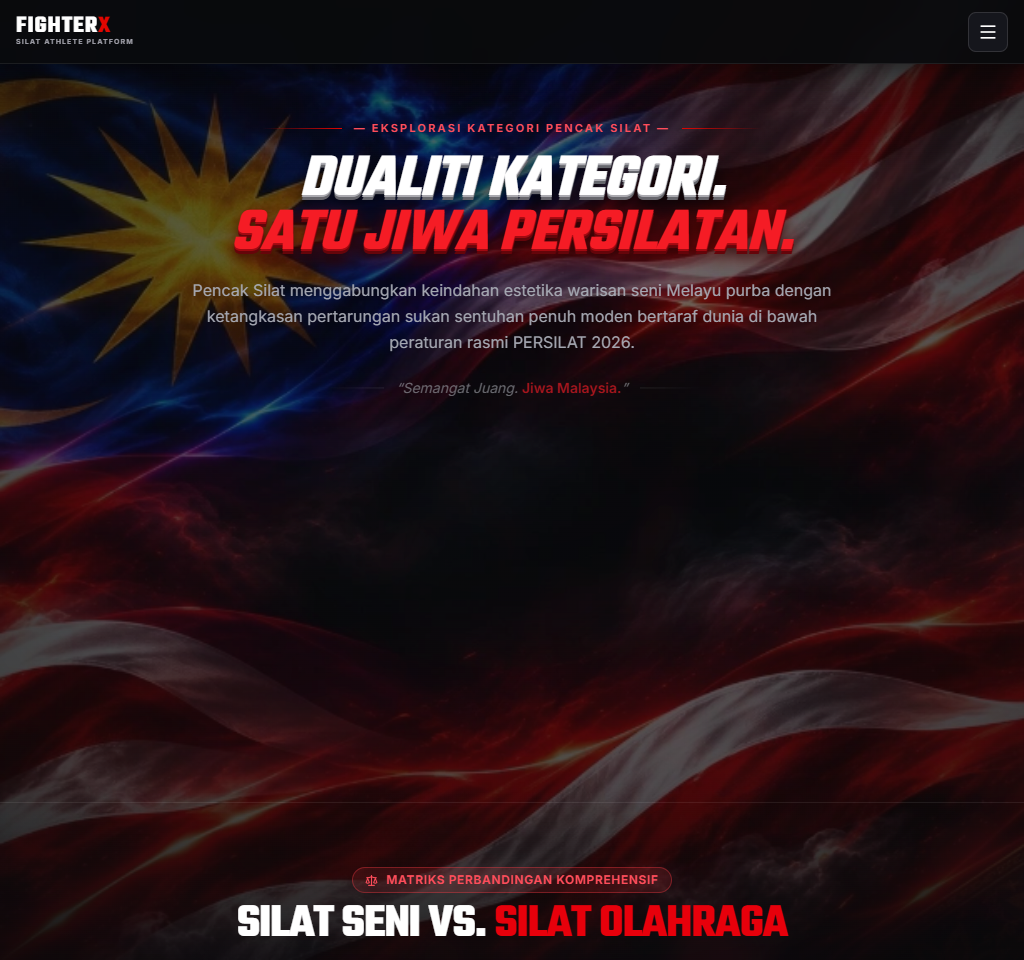 FIGHTERX
SILAT ATHLETE PLATFORM
— EKSPLORASI KATEGORI PENCAK SILAT —
DUALITI KATEGORI.
SATU JIWA PERSILATAN.
Pencak Silat menggabungkan keindahan estetika warisan seni Melayu purba dengan
ketangkasan pertarungan sukan sentuhan penuh moden bertaraf dunia di bawah
peraturan rasmi PERSILAT 2026.
"Semangat Juang. Jiwa Malaysia."
MATRIKS PERBANDINGAN KOMPREHENSIF
SILAT SENI VS. SILAT OLAHRAGA